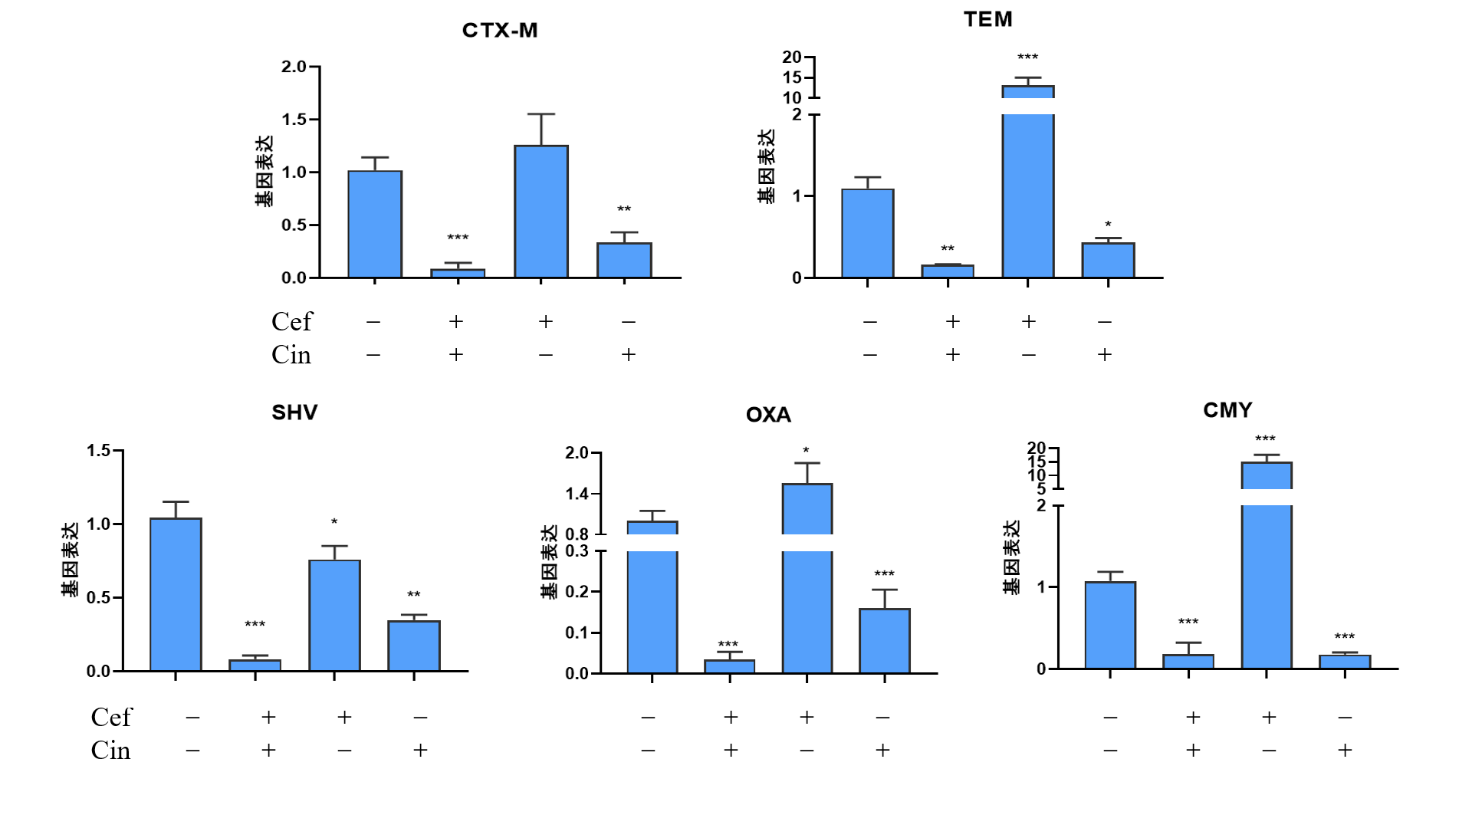 CTX-M
2.0
1.5
1.0
0.5
0.0
基因表达
***
**
Cef − + + −
Cin − + − +
TEM
20
15
10
2
1
0
基因表达
**
***
*
− + + −
− + − +
SHV
1.5
1.0
0.5
0.0
基因表达
***
*
**
Cef − + + −
Cin − + − +
OXA
2.0
1.4
0.8
0.3
0.2
0.1
0.0
基因表达
***
*
***
− + + −
− + − +
CMY
20
15
10
5
2
1
0
基因表达
***
***
***
− + + −
− + − +